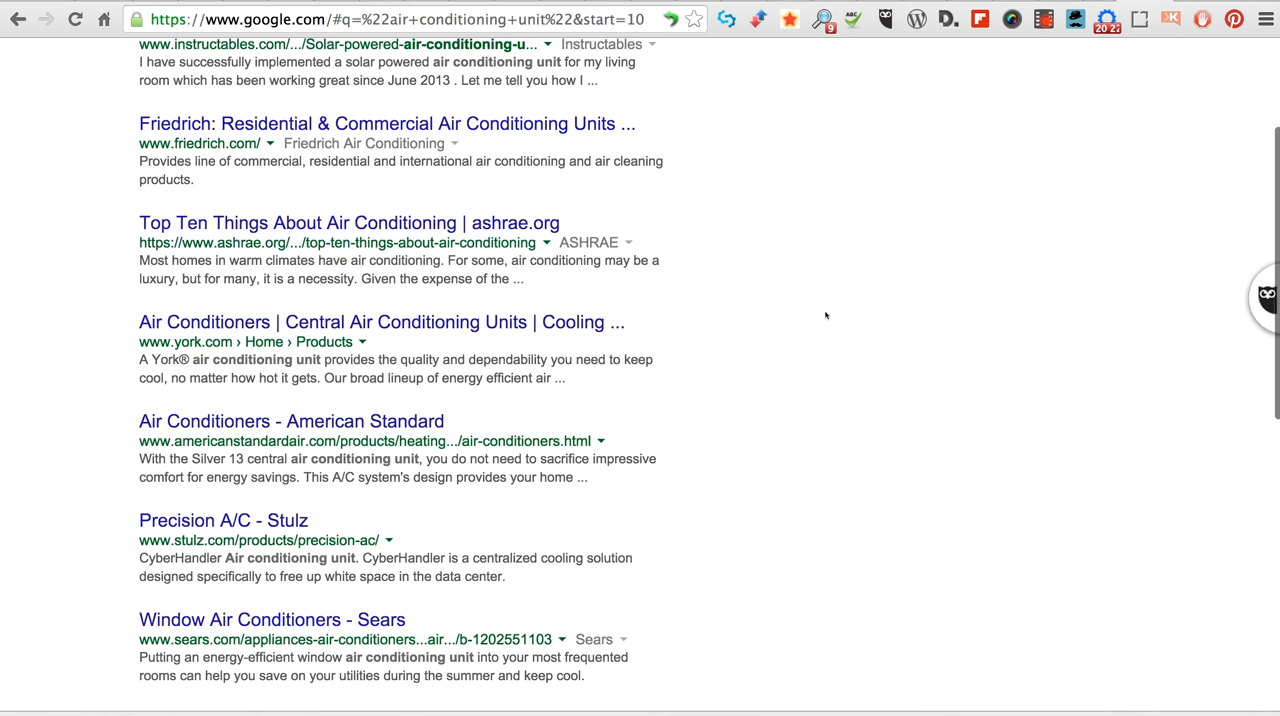 https://www.google.com/#q=%22air+conditioning+unit%22&start=10
9
ABC
D.
20 27
K
www.instructables.com/.../Solar-powered-air-conditioning-u... Instructables
I have successfully implemented a solar powered air conditioning unit for my living
room which has been working great since June 2013 . Let me tell you how I ...
Friedrich: Residential & Commercial Air Conditioning Units ...
www.friedrich.com/ Friedrich Air Conditioning
Provides line of commercial, residential and international air conditioning and air cleaning
products.
Top Ten Things About Air Conditioning | ashrae.org
https://www.ashrae.org/.../top-ten-things-about-air-conditioning ASHRAE
Most homes in warm climates have air conditioning. For some, air conditioning may be a
luxury, but for many, it is a necessity. Given the expense of the ...
Air Conditioners | Central Air Conditioning Units | Cooling ...
www.york.com › Home › Products
A York® air conditioning unit provides the quality and dependability you need to keep
cool, no matter how hot it gets. Our broad lineup of energy efficient air ...
Air Conditioners - American Standard
www.americanstandardair.com/products/heating.../air-conditioners.html
With the Silver 13 central air conditioning unit, you do not need to sacrifice impressive
comfort for energy savings. This A/C system's design provides your home ...
Precision A/C - Stulz
www.stulz.com/products/precision-ac/
CyberHandler Air conditioning unit. CyberHandler is a centralized cooling solution
designed specifically to free up white space in the data center.
Window Air Conditioners - Sears
www.sears.com/appliances-air-conditioners...air.../b-1202551103 Sears
Putting an energy-efficient window air conditioning unit into your most frequented
rooms can help you save on your utilities during the summer and keep cool.